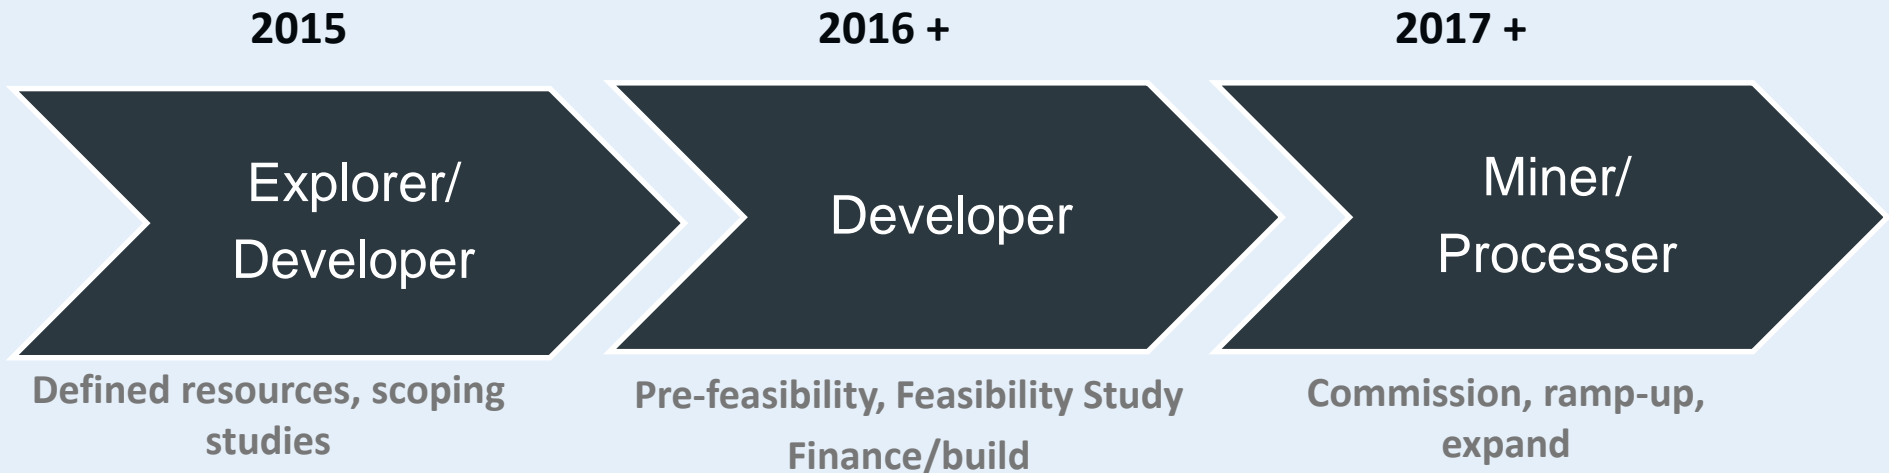 2015
2016 +
2017 +
Explorer/
Developer
Developer
Miner/
Processer
Defined resources, scoping
studies
Pre-feasibility, Feasibility Study
Finance/build
Commission, ramp-up,
expand